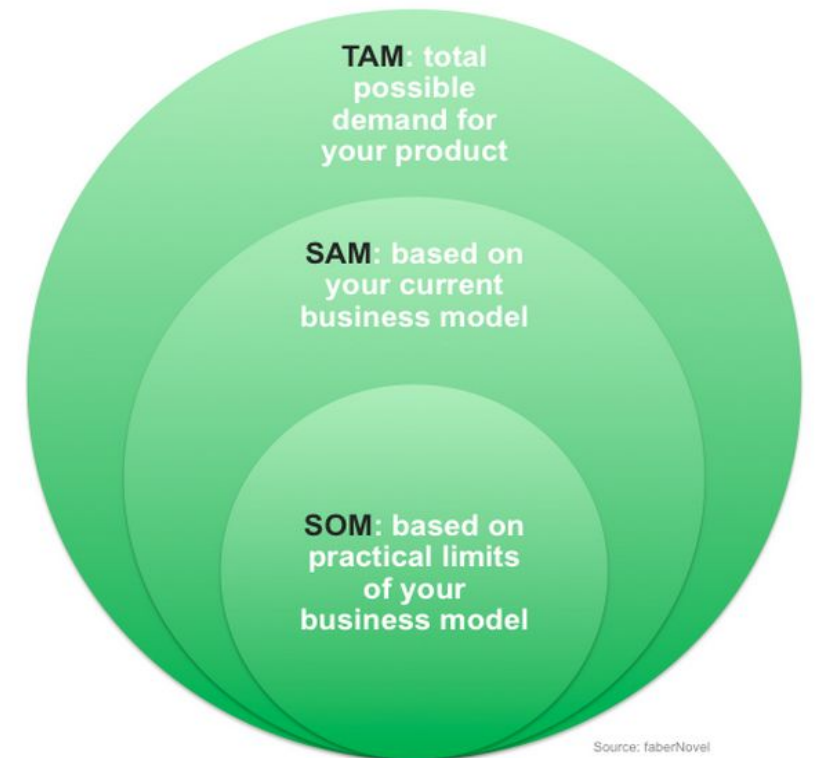 TAM: total
possible
demand for
your product
SAM: based on
your current
business model
SOM: based on
practical limits
of your
business model
Source: faberNovel